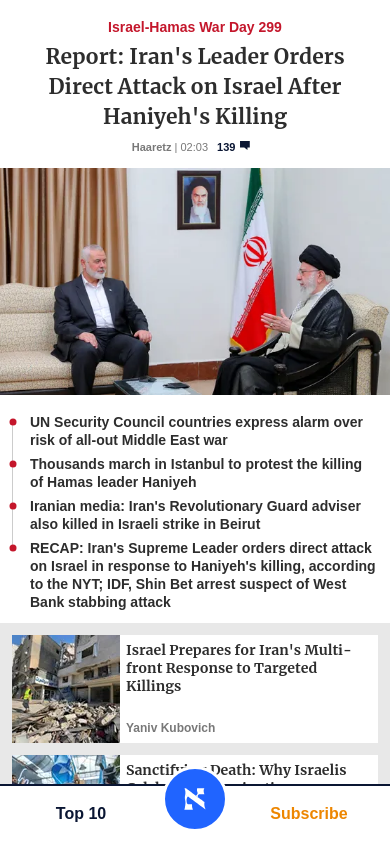 Israel-Hamas War Day 299
Report: Iran's Leader Orders
Direct Attack on Israel After
Haniyeh's Killing
Haaretz | 02:03 139
UN Security Council countries express alarm over
risk of all-out Middle East war
Thousands march in Istanbul to protest the killing
of Hamas leader Haniyeh
Iranian media: Iran's Revolutionary Guard adviser
also killed in Israeli strike in Beirut
RECAP: Iran's Supreme Leader orders direct attack
on Israel in response to Haniyeh's killing, according
to the NYT; IDF, Shin Bet arrest suspect of West
Bank stabbing attack
Israel Prepares for Iran's Multi-
front Response to Targeted
Killings
Yaniv Kubovich
Sanctifying Death: Why Israelis
Top 10
Subscribe